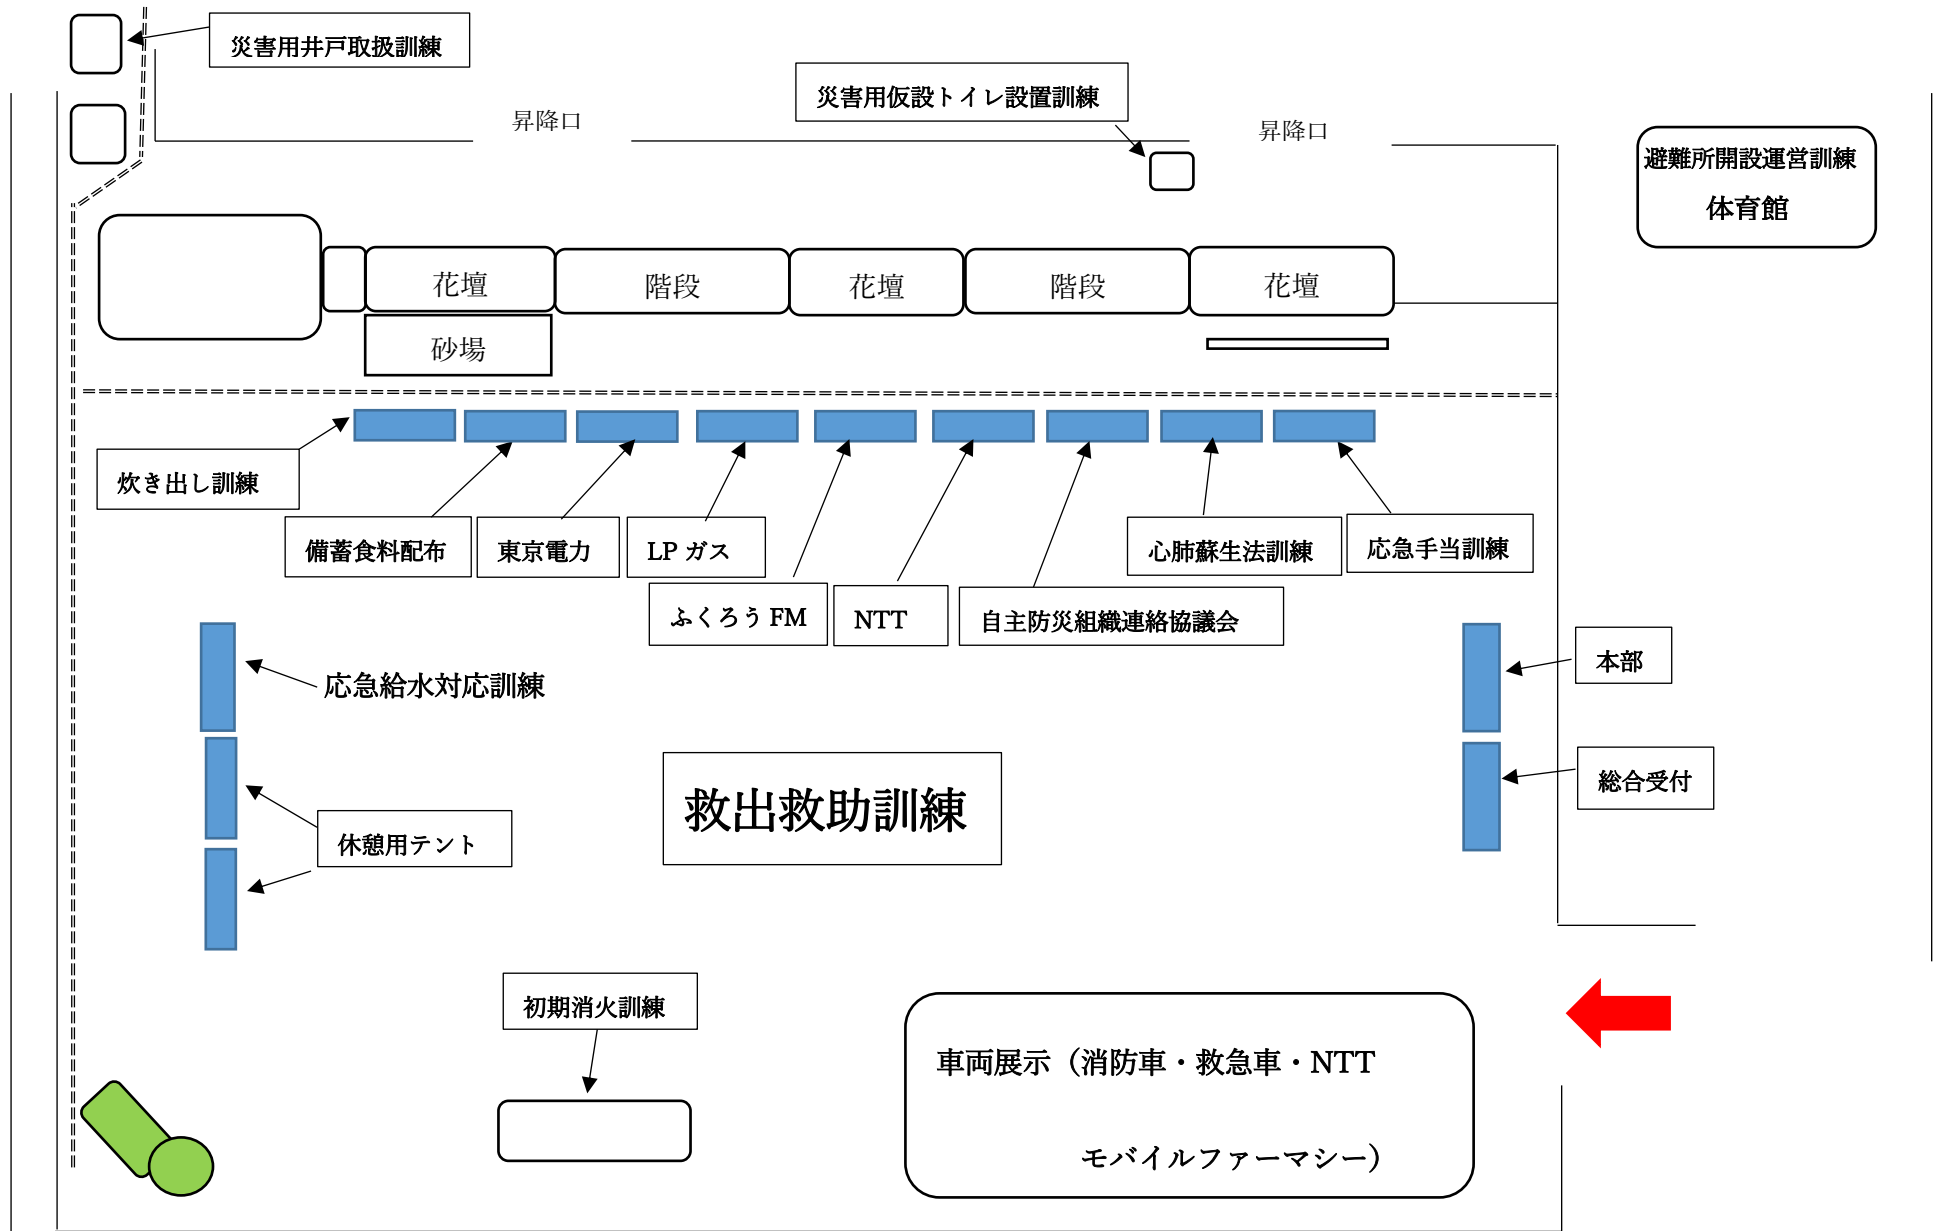 災害用井戸取扱訓練
災害用仮設トイレ設置訓練
昇降口
昇降口
避難所開設運営訓練
体育館
花壇
階段
花壇
階段
花壇
砂場
炊き出し訓練
備蓄食料配布
東京電力
LP ガス
心肺蘇生法訓練
応急手当訓練
ふくろう FM
NTT
自主防災組織連絡協議会
本部
応急給水対応訓練
総合受付
救出救助訓練
休憩用テント
初期消火訓練
車両展示（消防車・救急車・NTT
モバイルファーマシー）